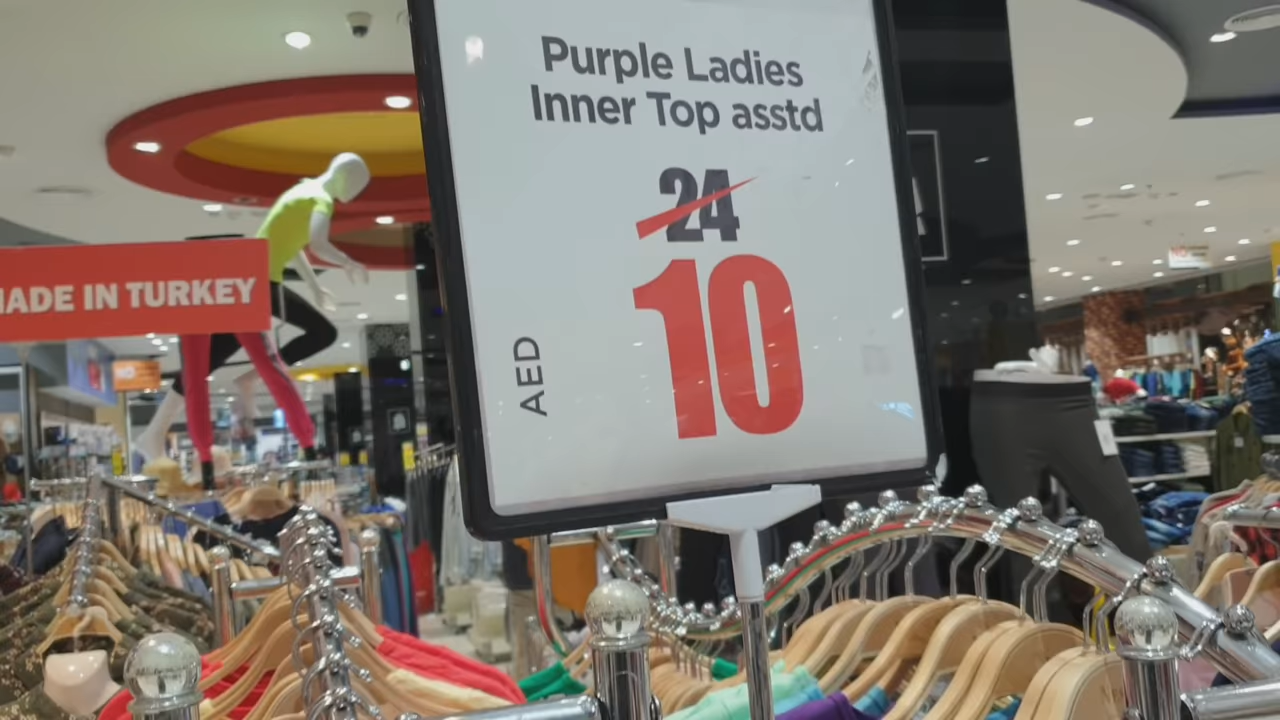 Purple Ladies
Inner Top asstd
24
10
AED
MADE IN TURKEY